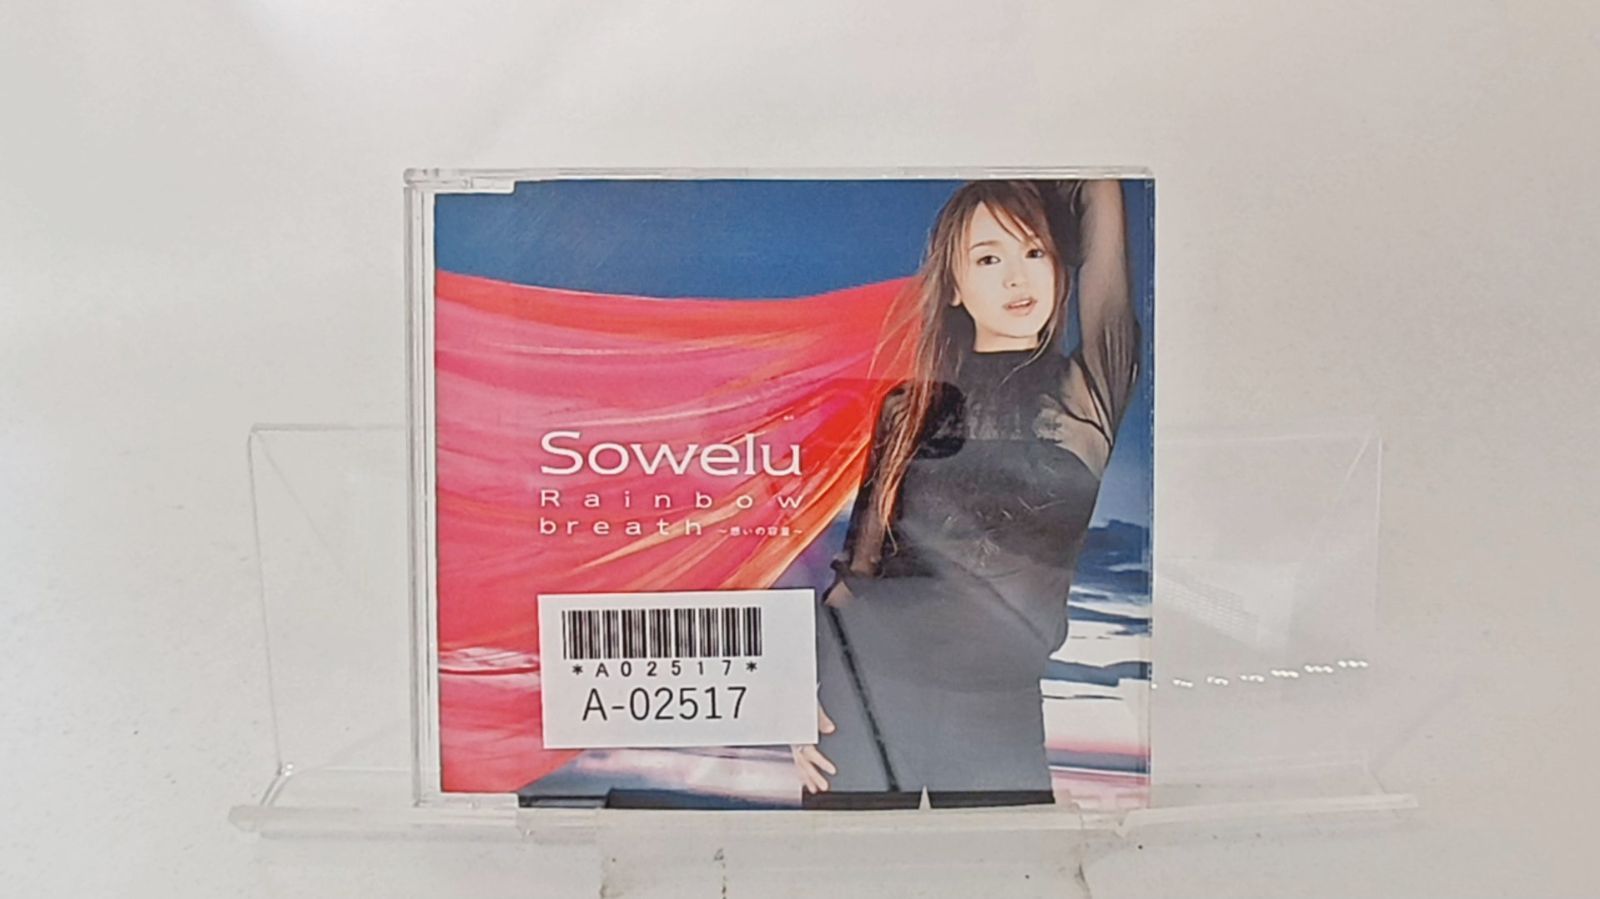 Sowelu
Rainbow
breath ～想いの容量～
*A02517*
A-02517